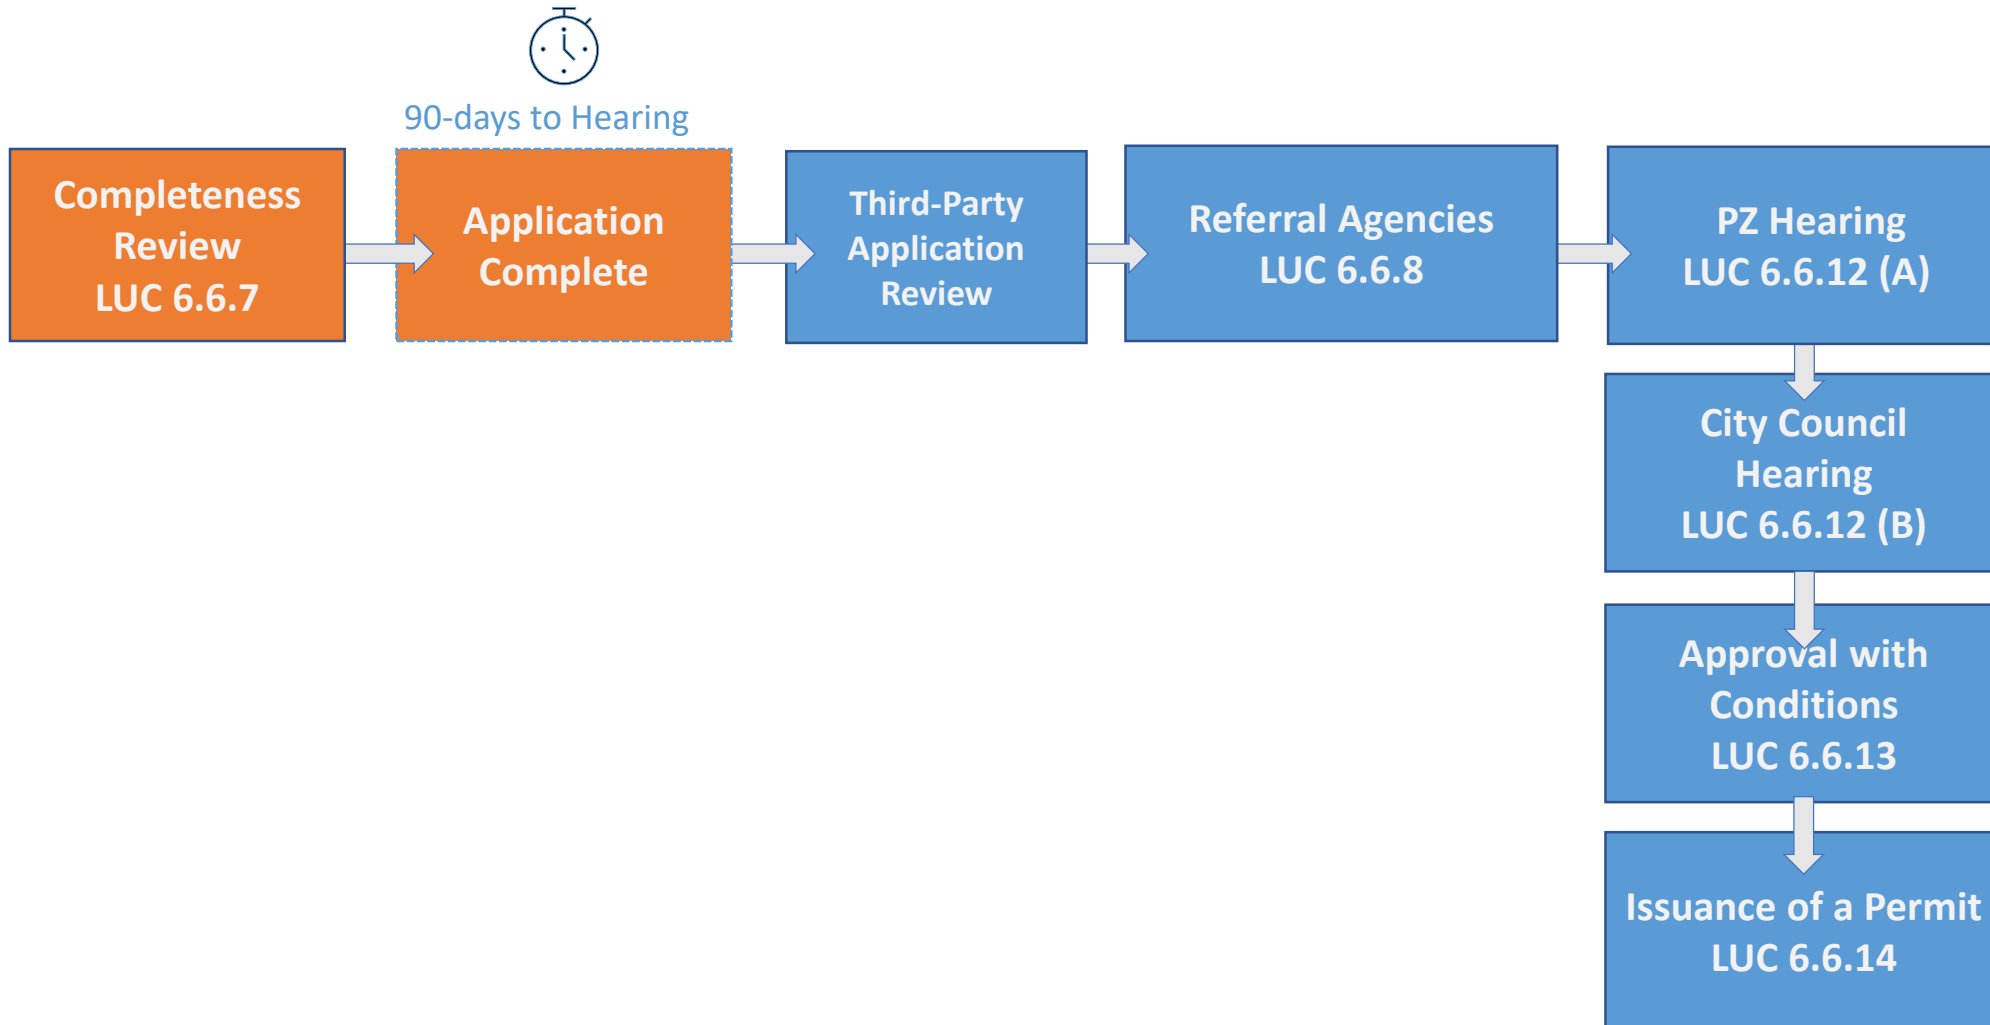 90-days to Hearing
Completeness
Review
LUC 6.6.7
Application
Complete
Third-Party
Application
Review
Referral Agencies
LUC 6.6.8
PZ Hearing
LUC 6.6.12 (A)
City Council
Hearing
LUC 6.6.12 (B)
Approval with
Conditions
LUC 6.6.13
Issuance of a Permit
LUC 6.6.14